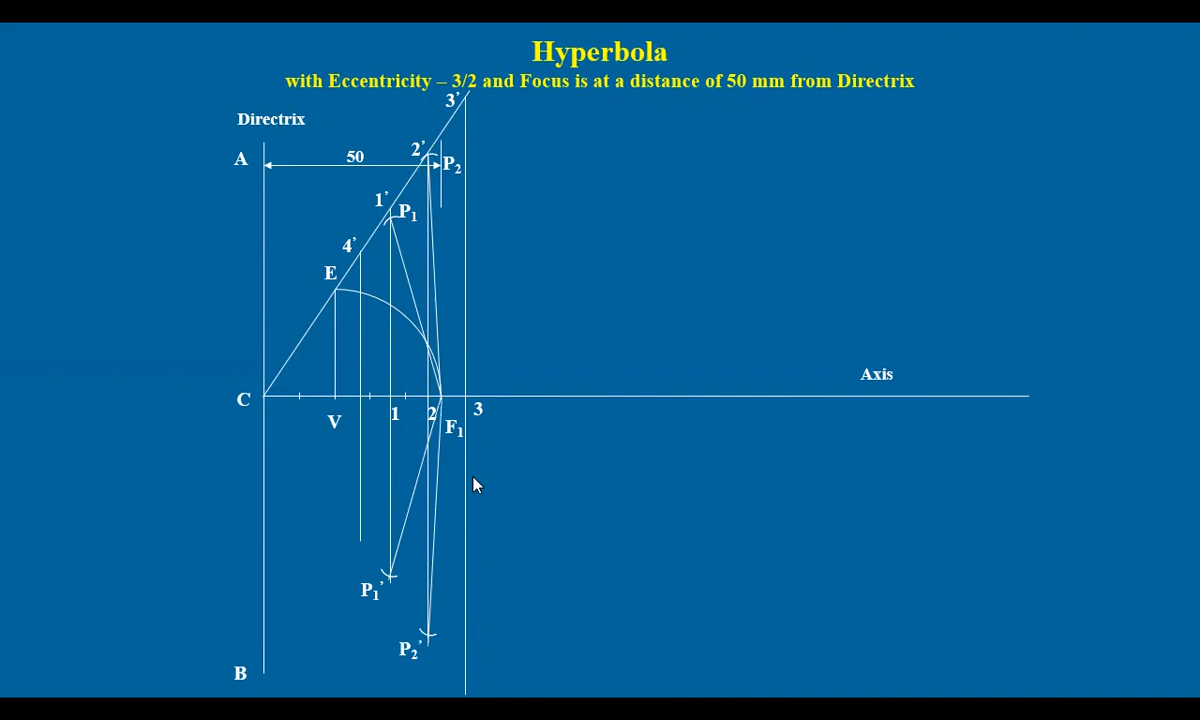 Hyperbola
with Eccentricity – 3/2 and Focus is at a distance of 50 mm from Directrix
3’
Directrix
2’
A
50
P₂
1’
P₁
4’
E
Axis
C
V
1
2
3
F₁
P₁’
P₂’
B